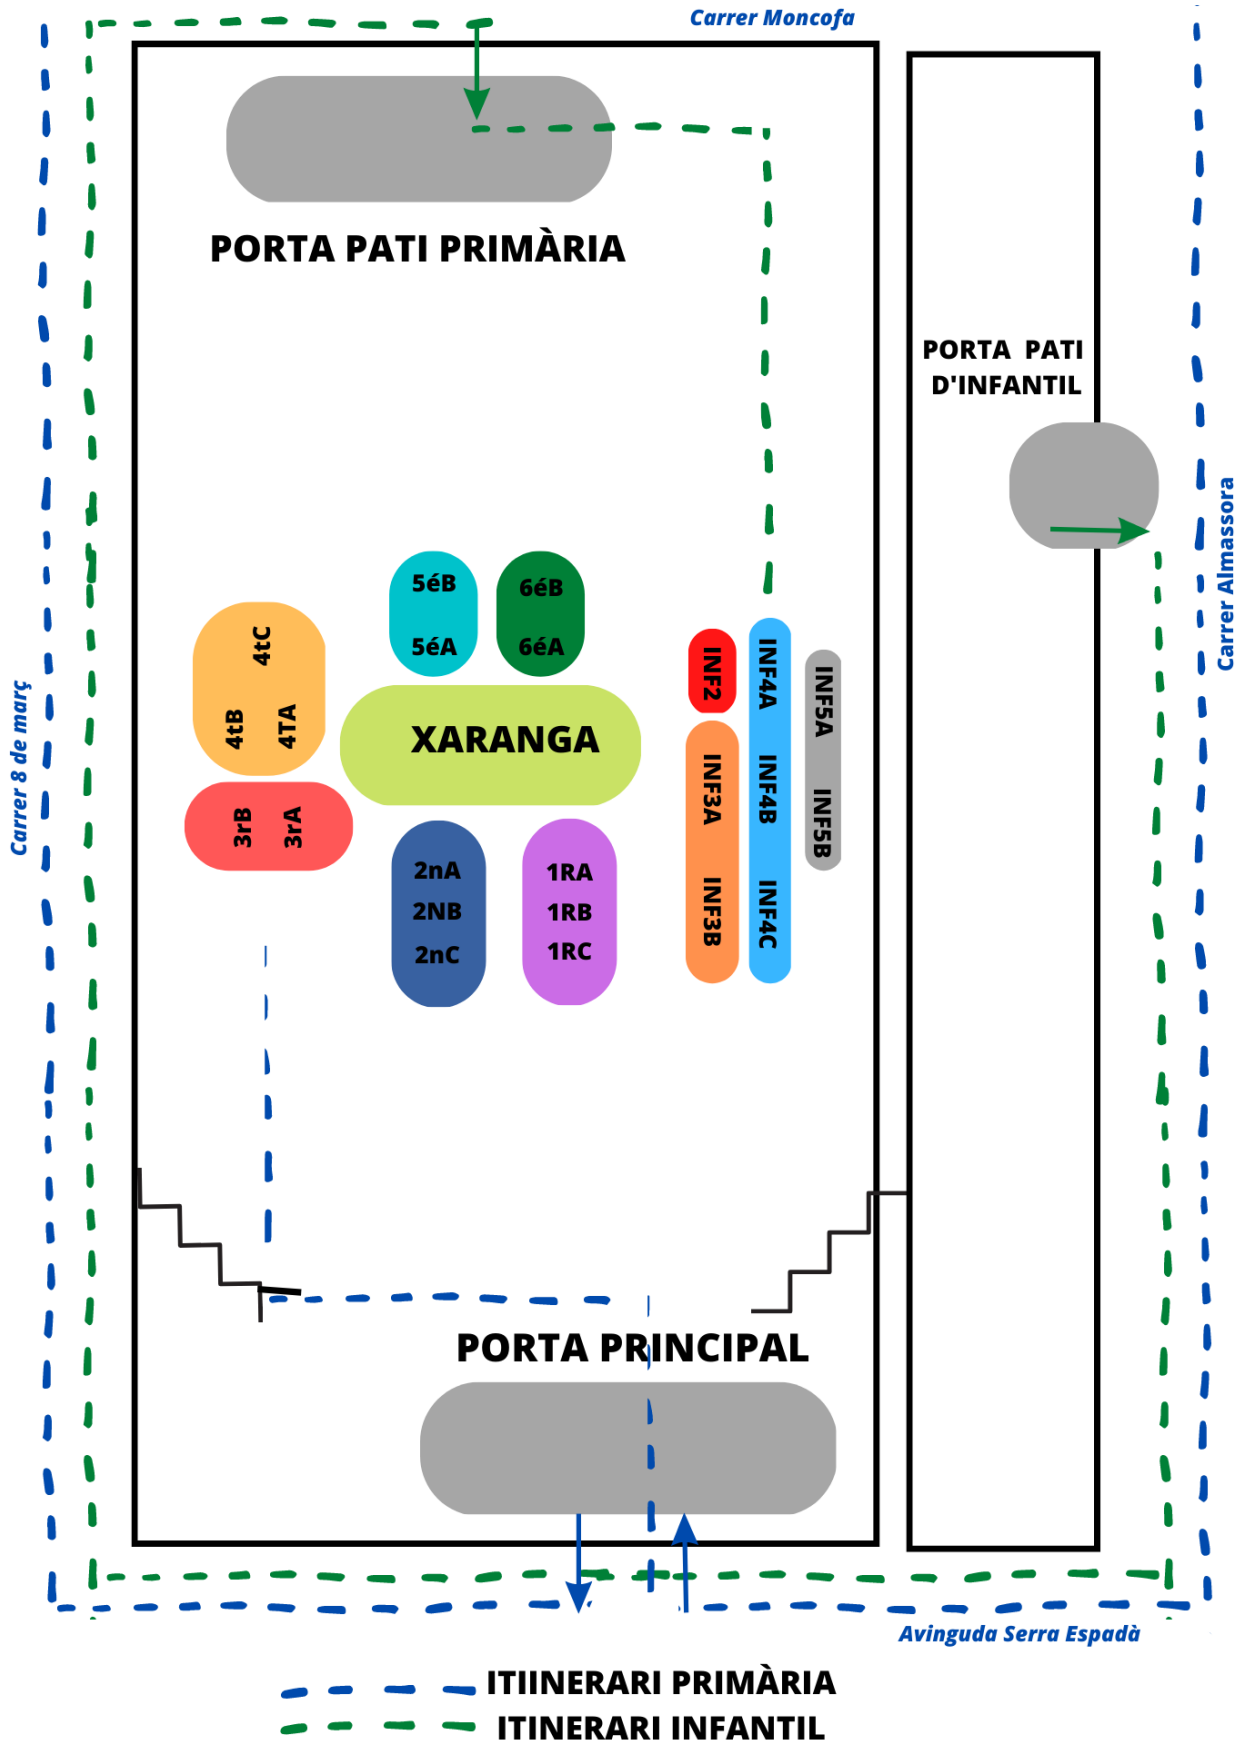 Carrer Moncofa
PORTA PATI PRIMÀRIA
PORTA PATI
D'INFANTIL
Carrer Almassora
Carrer 8 de març
5éB
5éA
6éB
6éA
4tC
4tB
4TA
XARANGA
3rB
3rA
2nA
2NB
2nC
1RA
1RB
1RC
INF2
INF3A
INF3B
INF4A
INF4B
INF4C
INF5A
INF5B
PORTA PRINCIPAL
Avinguda Serra Espadà
ITIINERARI PRIMÀRIA
ITINERARI INFANTIL